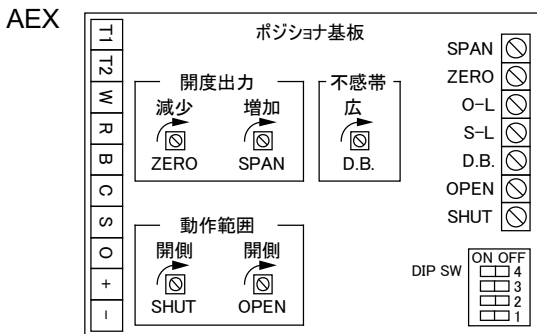 AEX
ポジショナ基板
T1
T2
W
R
B
C
S
O
+
-
開度出力
減少 増加
ZERO SPAN
不感帯
広
D.B.
動作範囲
開側 開側
SHUT OPEN
SPAN
ZERO
O-L
S-L
D.B.
OPEN
SHUT
DIP SW
ON OFF
4
3
2
1